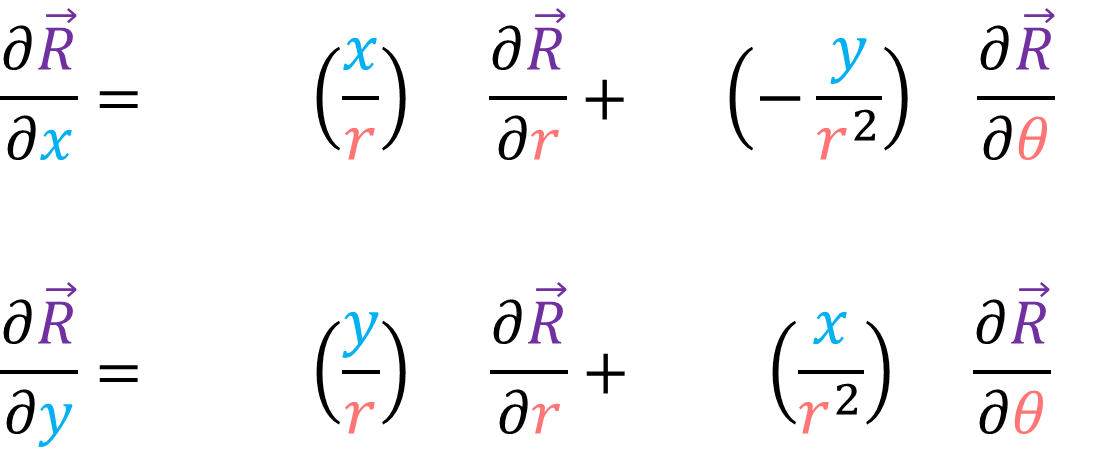 ∂R⃗/∂x = (x/r) ∂R⃗/∂r + (−y/r²) ∂R⃗/∂θ
∂R⃗/∂y = (y/r) ∂R⃗/∂r + (x/r²) ∂R⃗/∂θ